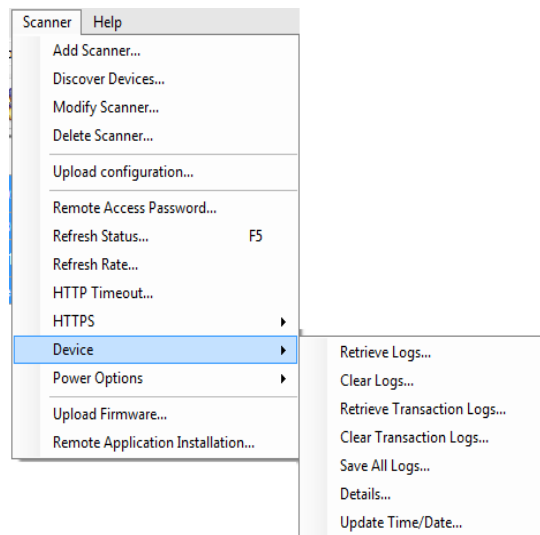 Scanner Help
Add Scanner...
Discover Devices...
Modify Scanner...
Delete Scanner...
Upload configuration...
Remote Access Password...
Refresh Status... F5
Refresh Rate...
HTTP Timeout...
HTTPS
Device
Power Options
Upload Firmware...
Remote Application Installation...
Retrieve Logs...
Clear Logs...
Retrieve Transaction Logs...
Clear Transaction Logs...
Save All Logs...
Details...
Update Time/Date...